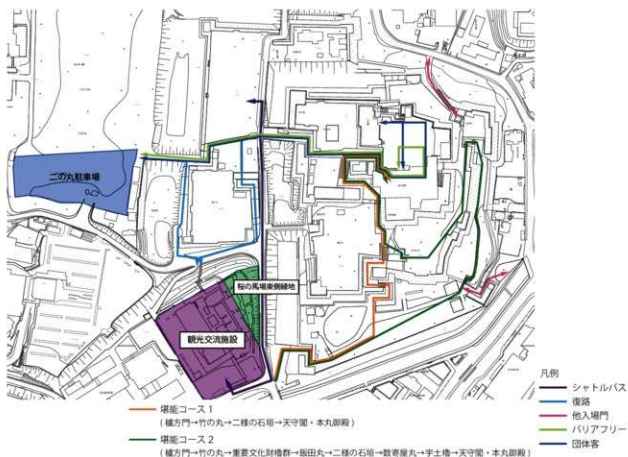 二の丸駐車場
桜の馬場東側緑地
観光交流施設
凡例
シャトルバス
復路
他入場門
バリアフリー
団体客
堪能コース 1
( 櫨方門→竹の丸→二様の石垣→天守閣・本丸御殿 )
堪能コース 2
( 櫨方門→竹の丸→重要文化財櫓群→飯田丸→二様の石垣→数寄屋丸→宇土櫓→天守閣・本丸御殿 )